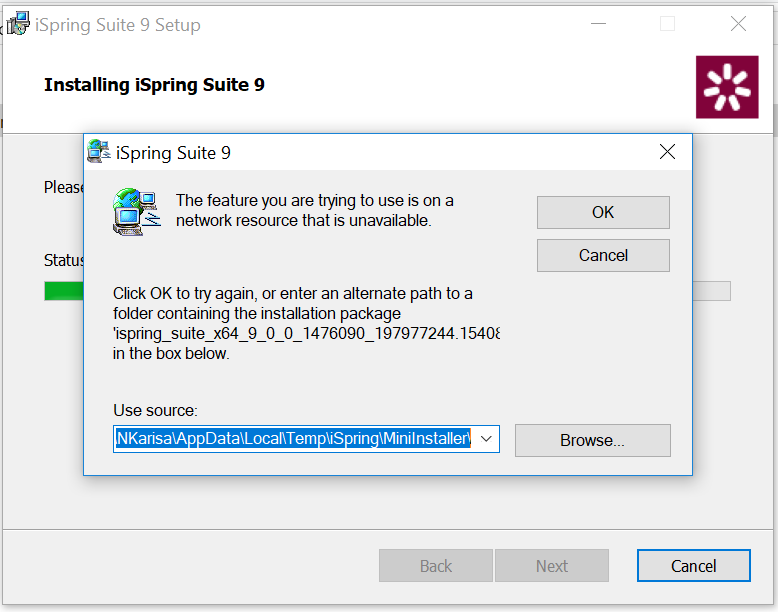 iSpring Suite 9 Setup
Installing iSpring Suite 9
iSpring Suite 9
Please
The feature you are trying to use is on a
network resource that is unavailable.
OK
Cancel
Status
Click OK to try again, or enter an alternate path to a
folder containing the installation package
'ispring_suite_x64_9_0_0_1476090_197977244.15408
in the box below.
Use source:
NKarisa\AppData\Local\Temp\iSpring\MiniInstaller\
Browse...
Back
Next
Cancel